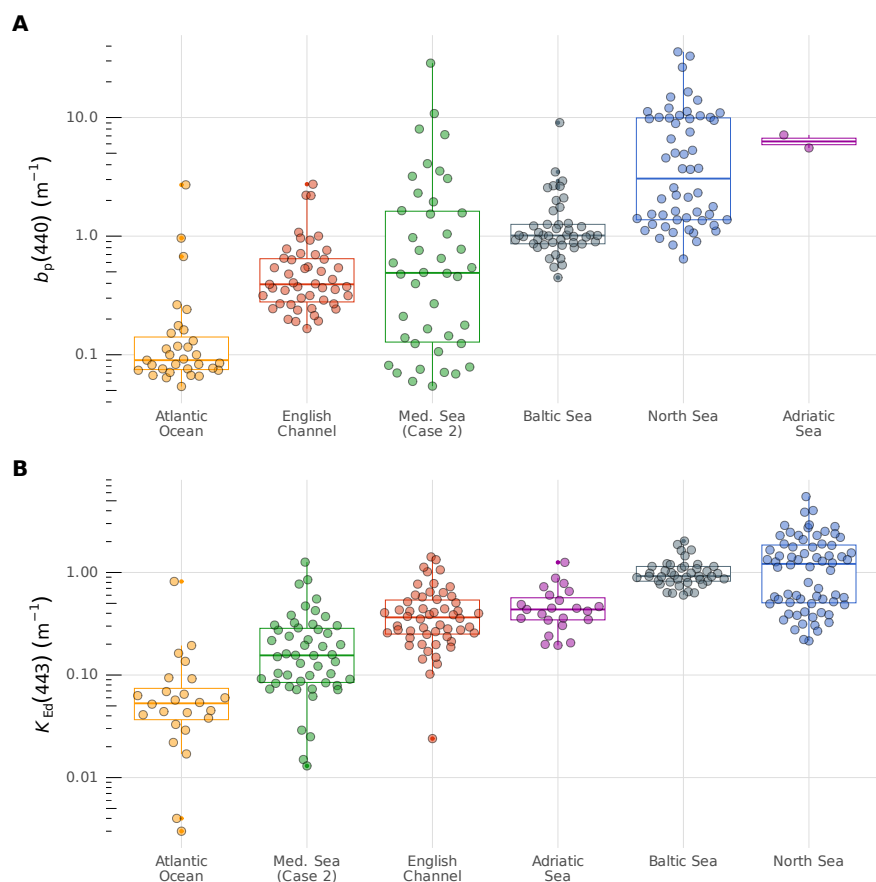 A
b_p(440) (m⁻¹)
10.0
1.0
0.1
Atlantic Ocean
English Channel
Med. Sea (Case 2)
Baltic Sea
North Sea
Adriatic Sea
B
K_Ed(443) (m⁻¹)
1.00
0.10
0.01
Atlantic Ocean
Med. Sea (Case 2)
English Channel
Adriatic Sea
Baltic Sea
North Sea